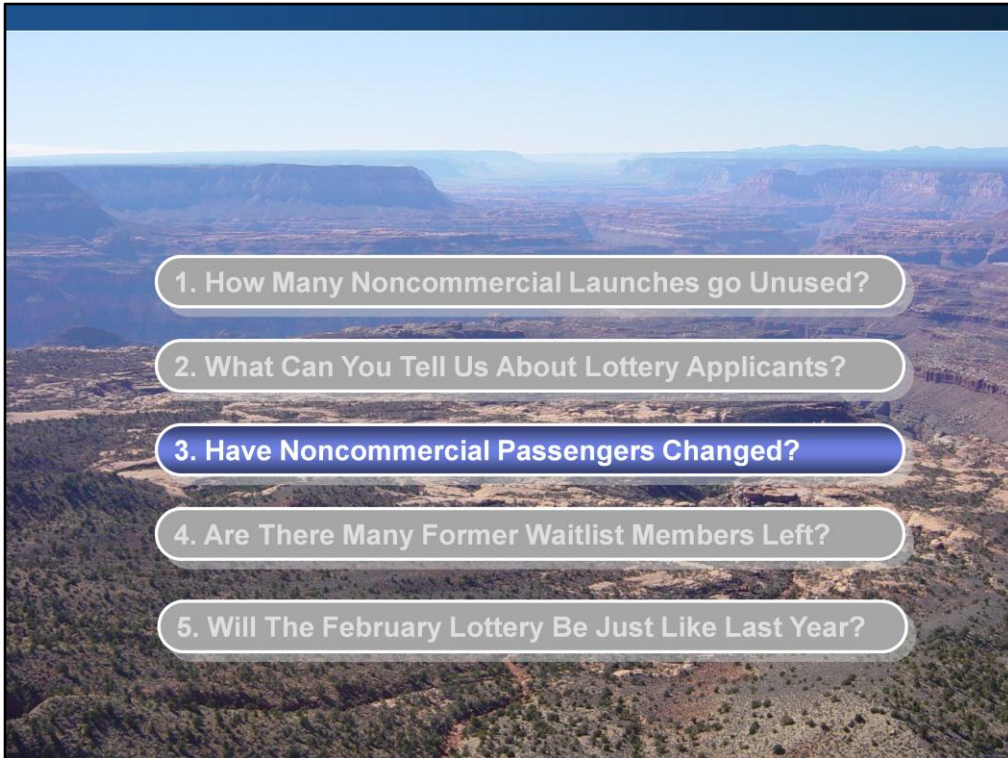 1. How Many Noncommercial Launches go Unused?
2. What Can You Tell Us About Lottery Applicants?
3. Have Noncommercial Passengers Changed?
4. Are There Many Former Waitlist Members Left?
5. Will The February Lottery Be Just Like Last Year?